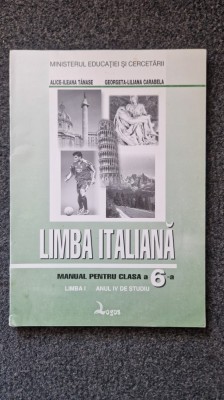 MINISTERUL EDUCAȚIEI ȘI CERCETĂRII
ALICE-ILEANA TĂNASE GEORGETA-LILIANA CARABELA
LIMBA ITALIANĂ
MANUAL PENTRU CLASA a 6-a
LIMBA I ANUL IV DE STUDIU
Logos